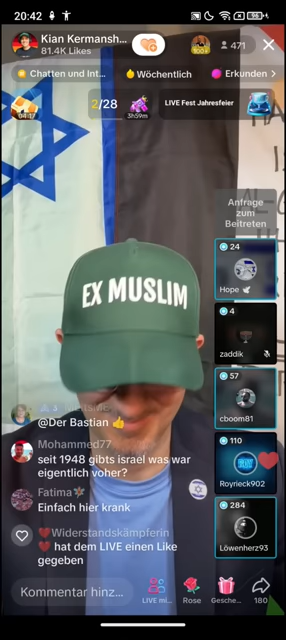 20:42
Kian Kermansh...
81.4K Likes
100+
471
Chatten und Int...
Wöchentlich
Erkunden >
04:17
2/28
3h59m
LIVE Fest Jahresfeier
Anfrage
zum
Beitreten
EX MUSLIM
24
Hope
4
zaddik
57
cboom81
110
Royrieck902
284
Löwenherz93
@Der Bastian 👍
Mohammed77
seit 1948 gibts israel was war
eigentlich voher?
Fatima
Einfach hier krank
Widerstandskämpferin
hat dem LIVE einen Like
gegeben
Kommentar hinz...
LIVE mi...
Rose
Gesche...
180